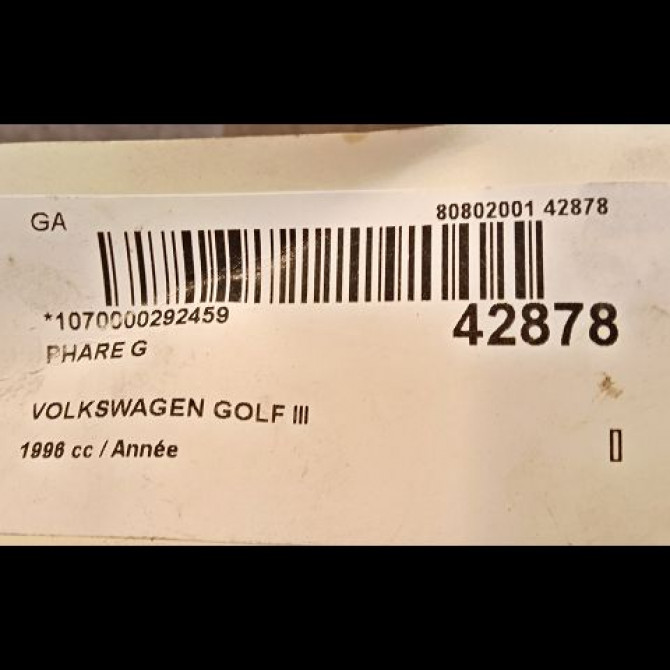 GA
80802001 42878
*1070000292459
42878
PHARE G
VOLKSWAGEN GOLF III
1996 cc / Année